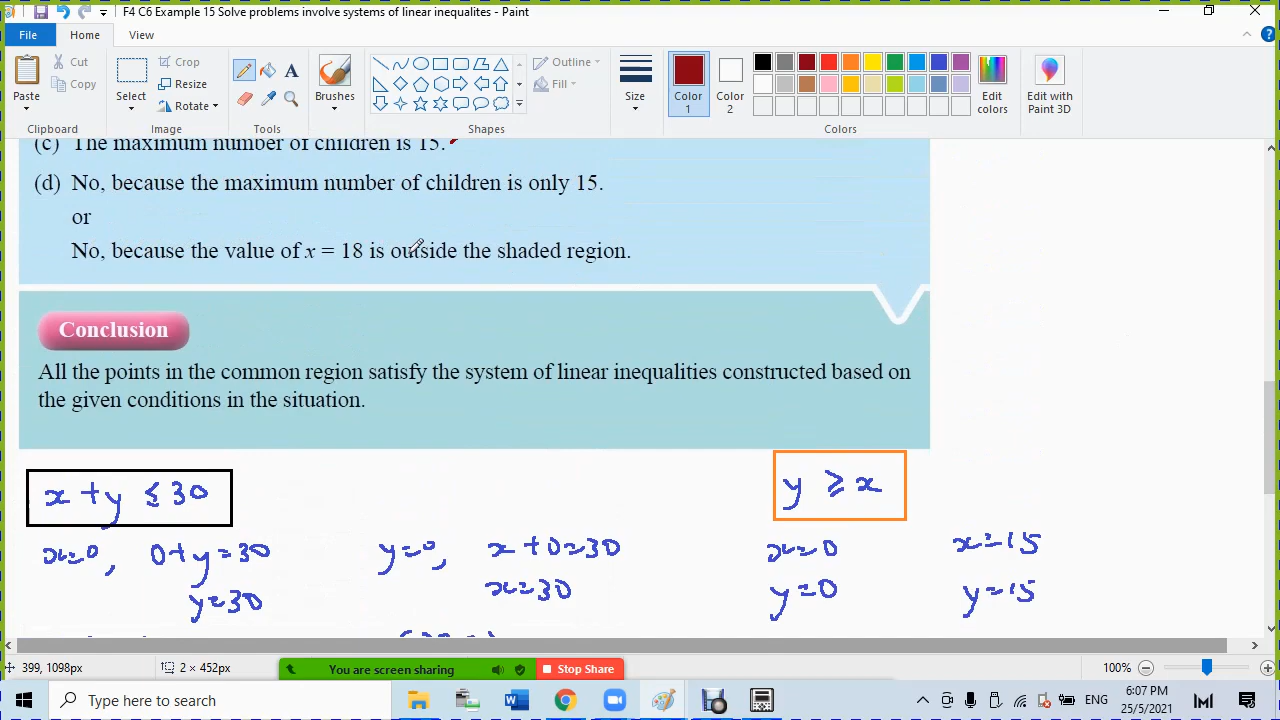 F4 C6 Example 15 Solve problems involve systems of linear inequalites - Paint
File Home View
Paste Cut Copy Select Crop Resize Rotate Brushes Outline Fill Size Color 1 Color 2 Edit colors Edit with Paint 3D
Clipboard Image Tools Shapes Colors
(c) The maximum number of children is 15.
(d) No, because the maximum number of children is only 15.
or
No, because the value of x = 18 is outside the shaded region.
Conclusion
All the points in the common region satisfy the system of linear inequalities constructed based on
the given conditions in the situation.
x + y ≤ 30 y ≥ x
x=0, 0+y=30 y=0, x+0=30 x=0 x=15
y=30 x=30 y=0 y=15
399, 1098px 2 × 452px 100%
You are screen sharing Stop Share
Type here to search ENG 6:07 PM
25/5/2021